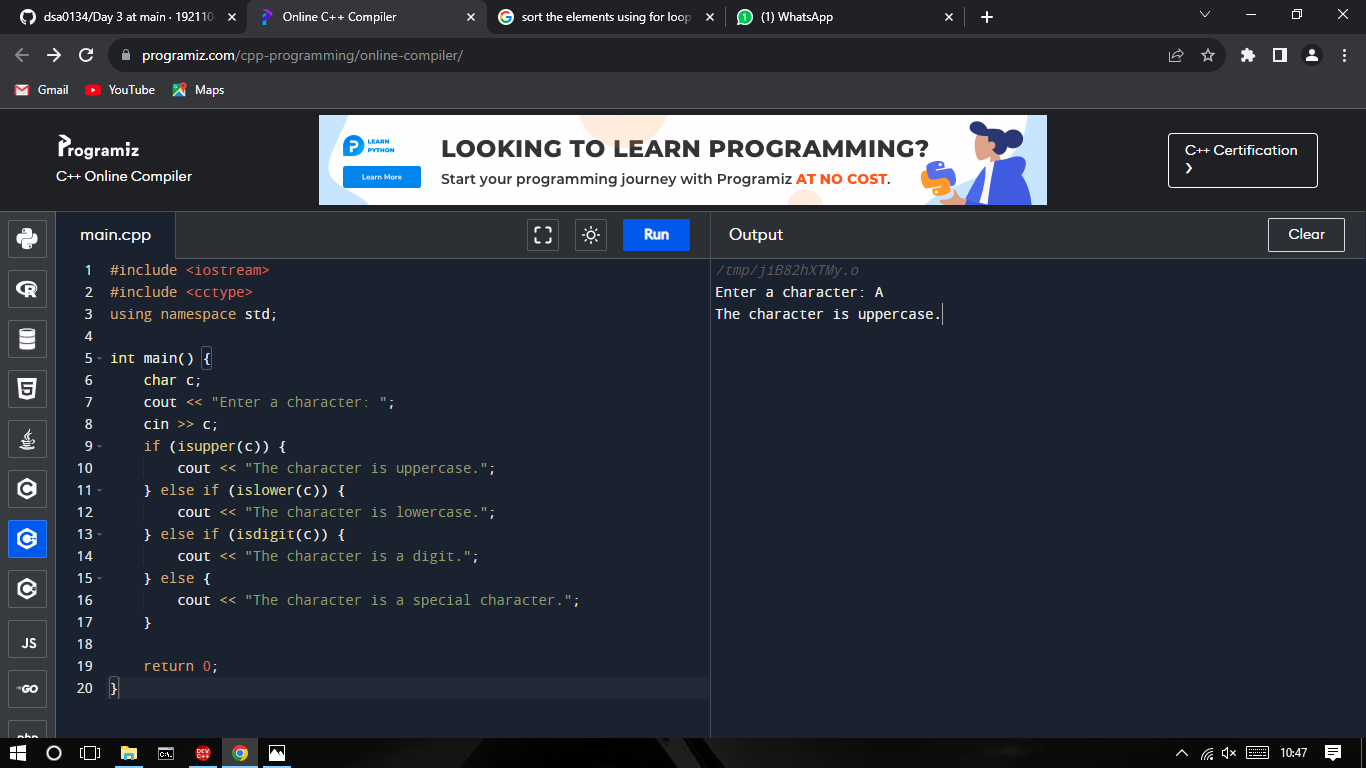 dsa0134/Day 3 at main · 192110
Online C++ Compiler
sort the elements using for loop
(1) WhatsApp
programiz.com/cpp-programming/online-compiler/
Gmail
YouTube
Maps
Programiz
C++ Online Compiler
LEARN
PYTHON
Learn More
LOOKING TO LEARN PROGRAMMING?
Start your programming journey with Programiz AT NO COST.
C++ Certification
main.cpp
Run
Output
Clear
1 #include <iostream>
2 #include <cctype>
3 using namespace std;
4
5 int main() {
6 char c;
7 cout << "Enter a character: ";
8 cin >> c;
9 if (isupper(c)) {
10 cout << "The character is uppercase.";
11 } else if (islower(c)) {
12 cout << "The character is lowercase.";
13 } else if (isdigit(c)) {
14 cout << "The character is a digit.";
15 } else {
16 cout << "The character is a special character.";
17 }
18
19 return 0;
20 }
/tmp/jiB82hXTMy.o
Enter a character: A
The character is uppercase.
JS
GO
php
DEV
C++
10:47